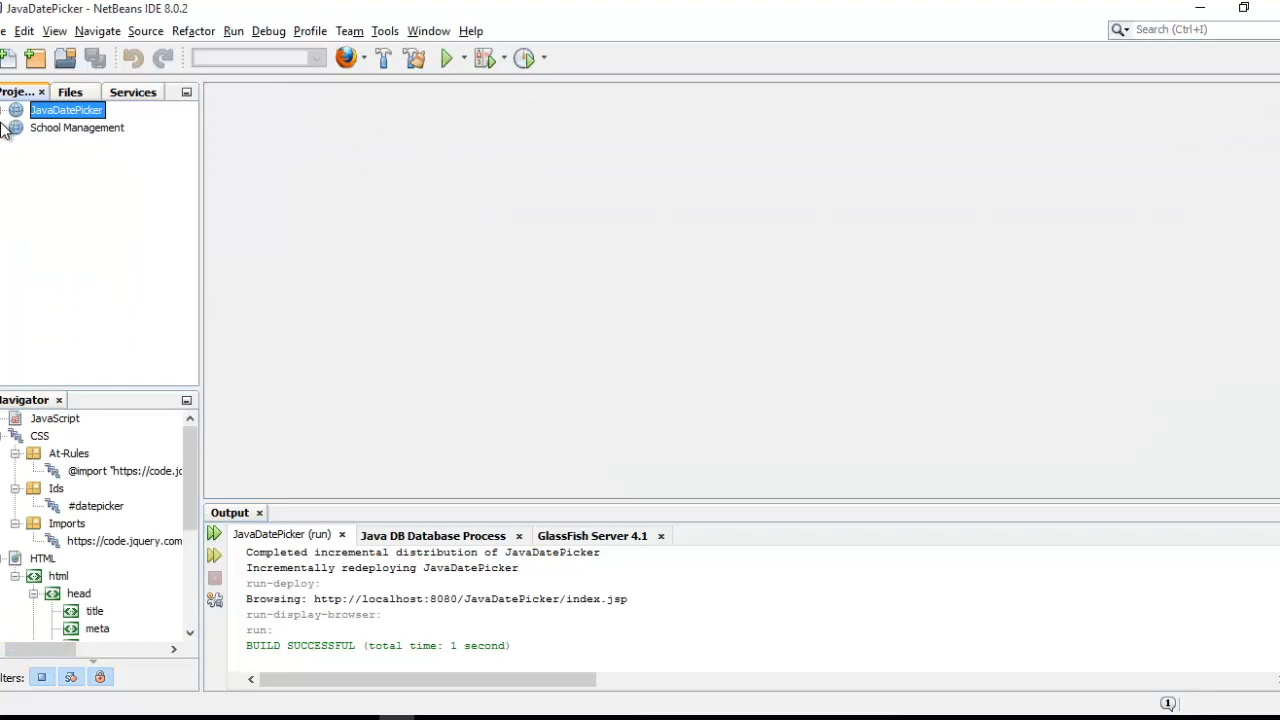 JavaDatePicker - NetBeans IDE 8.0.2
e Edit View Navigate Source Refactor Run Debug Profile Team Tools Window Help
Search (Ctrl+I)
Proje... Files Services
JavaDatePicker
School Management
Navigator
JavaScript
CSS
At-Rules
@import "https://code.jq
Ids
#datepicker
Imports
https://code.jquery.com
HTML
html
head
title
meta
lters:
Output
JavaDatePicker (run) Java DB Database Process GlassFish Server 4.1
Completed incremental distribution of JavaDatePicker
Incrementally redeploying JavaDatePicker
run-deploy:
Browsing: http://localhost:8080/JavaDatePicker/index.jsp
run-display-browser:
run:
BUILD SUCCESSFUL (total time: 1 second)
1